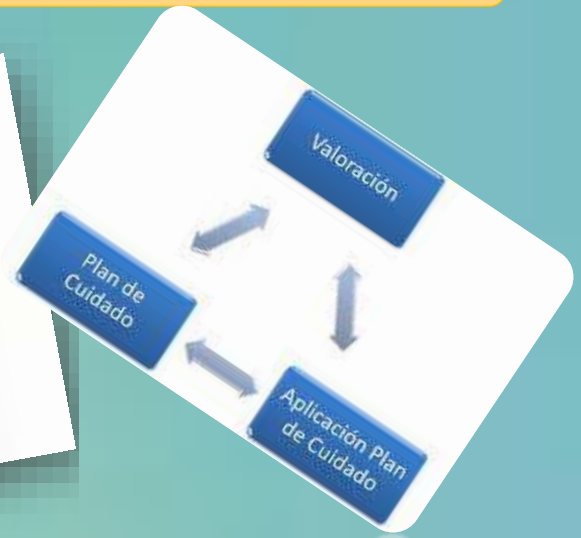 Valoración
Plan de
Cuidado
Aplicación Plan
de Cuidado